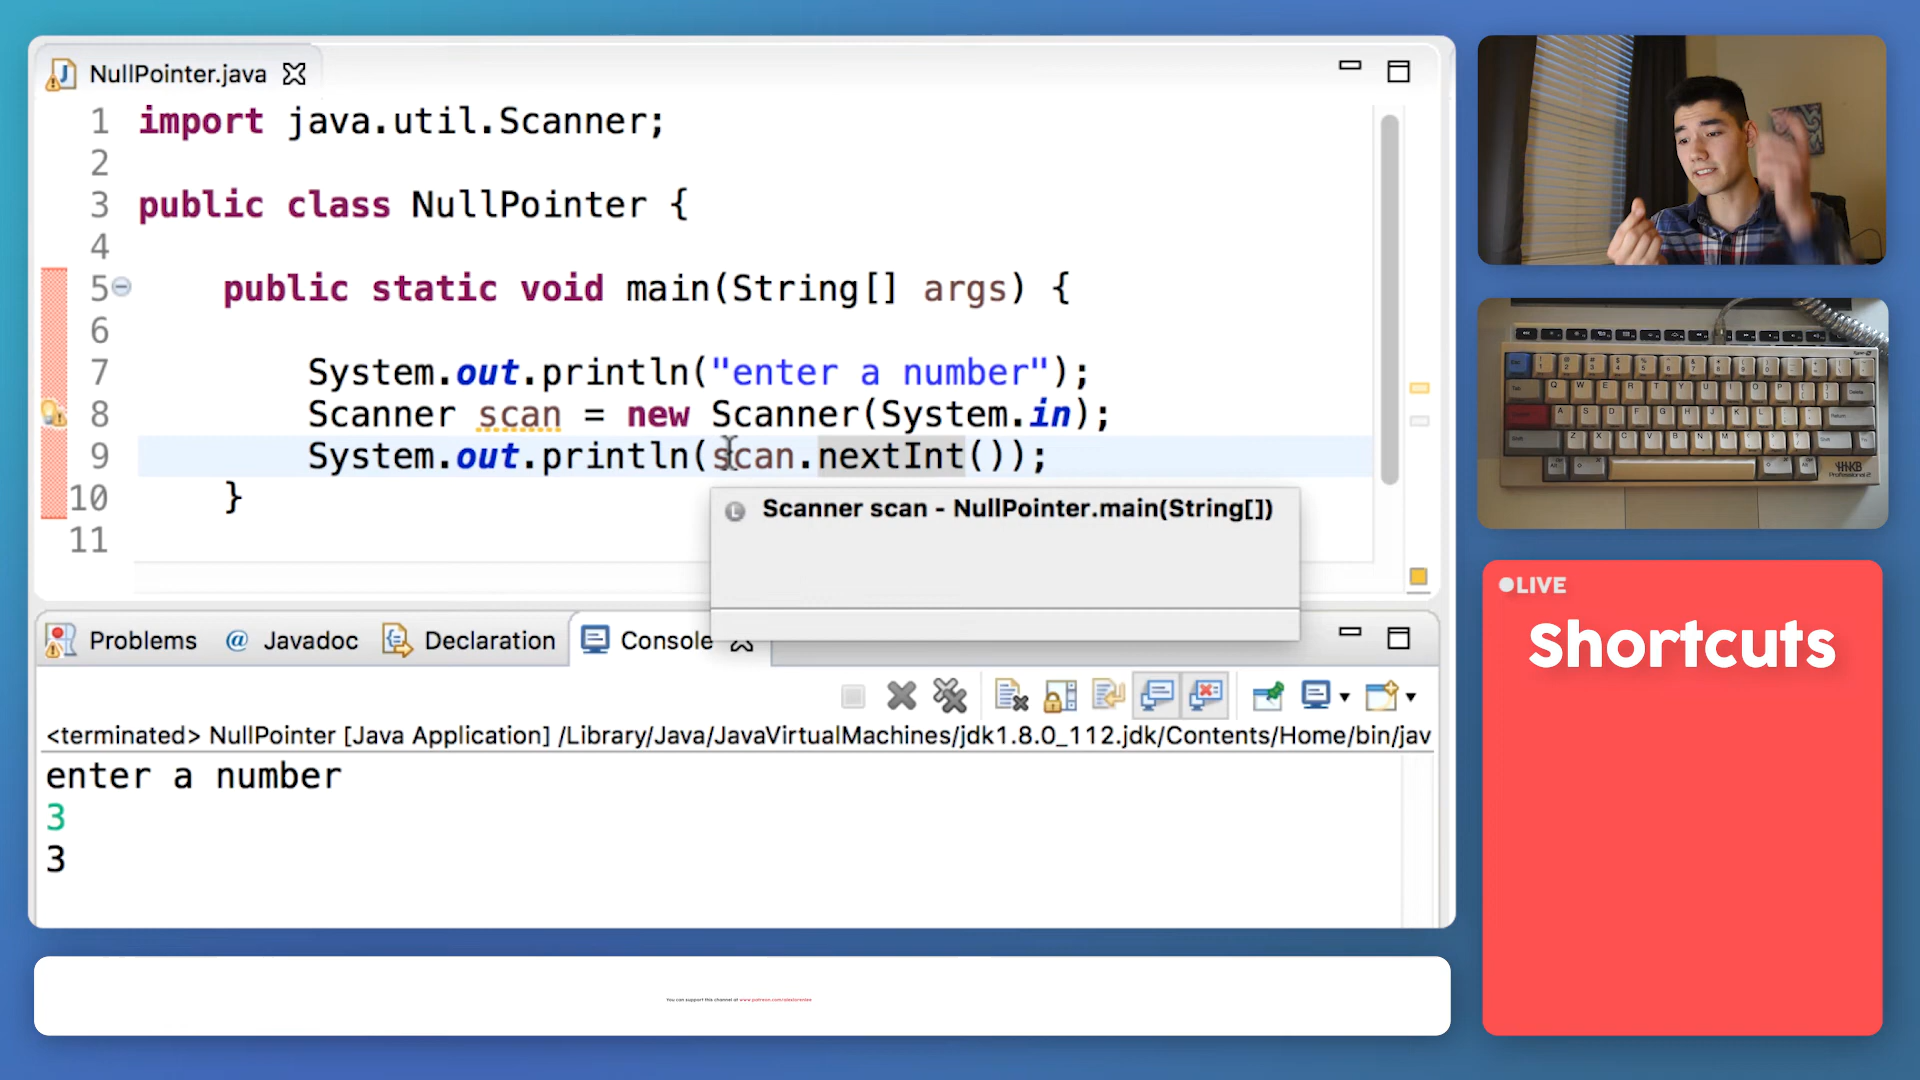 NullPointer.java
1 import java.util.Scanner;
2
3 public class NullPointer {
4
5 public static void main(String[] args) {
6
7 System.out.println("enter a number");
8 Scanner scan = new Scanner(System.in);
9 System.out.println(scan.nextInt());
10 }
11
Scanner scan - NullPointer.main(String[])
Problems @ Javadoc Declaration Console
<terminated> NullPointer [Java Application] /Library/Java/JavaVirtualMachines/jdk1.8.0_112.jdk/Contents/Home/bin/jav
enter a number
3
3
LIVE
Shortcuts
Q W E R T Y U I O P
A S D F G H J K L
Z X C V B N M
HHKB
Professional 2